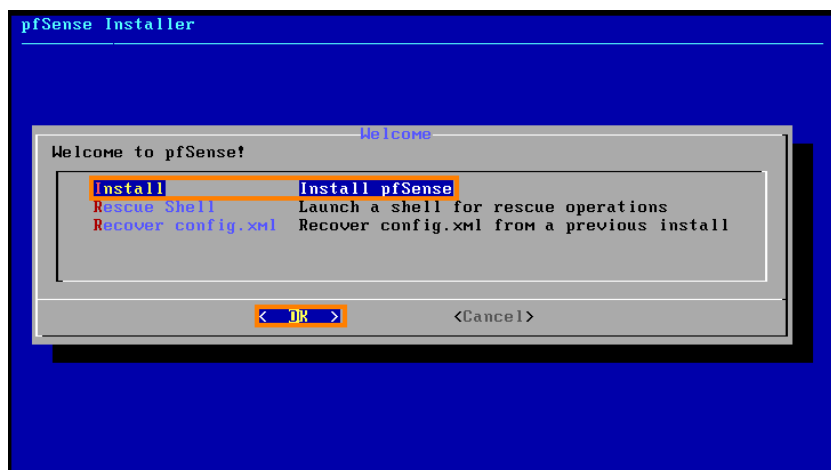 pfSense Installer
Welcome
Welcome to pfSense!
Install Install pfSense
Rescue Shell Launch a shell for rescue operations
Recover config.xml Recover config.xml from a previous install
< OK > <Cancel>